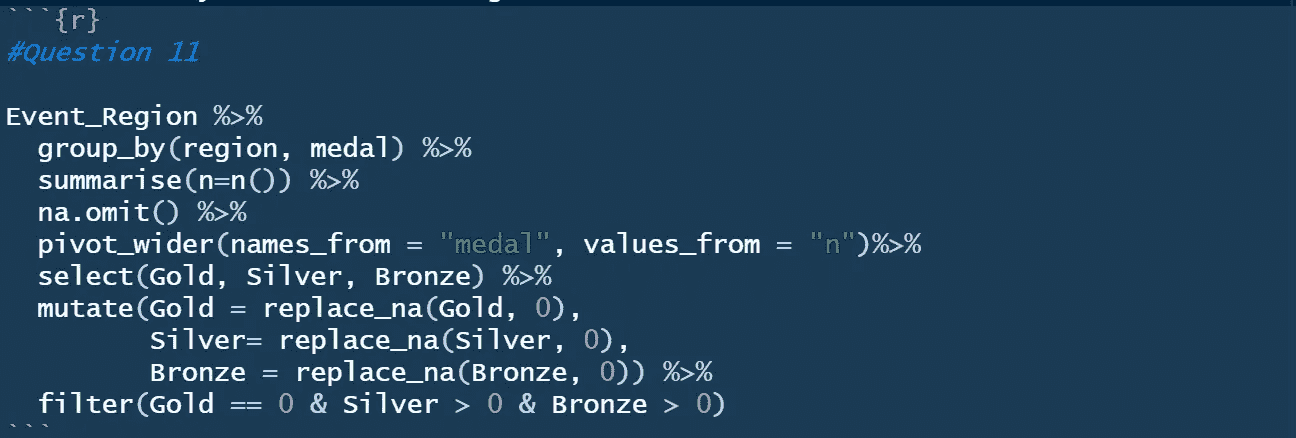 ```{r}
#Question 11
Event_Region %>%
group_by(region, medal) %>%
summarise(n=n()) %>%
na.omit() %>%
pivot_wider(names_from = "medal", values_from = "n")%>%
select(Gold, Silver, Bronze) %>%
mutate(Gold = replace_na(Gold, 0),
Silver= replace_na(Silver, 0),
Bronze = replace_na(Bronze, 0)) %>%
filter(Gold == 0 & Silver > 0 & Bronze > 0)
```